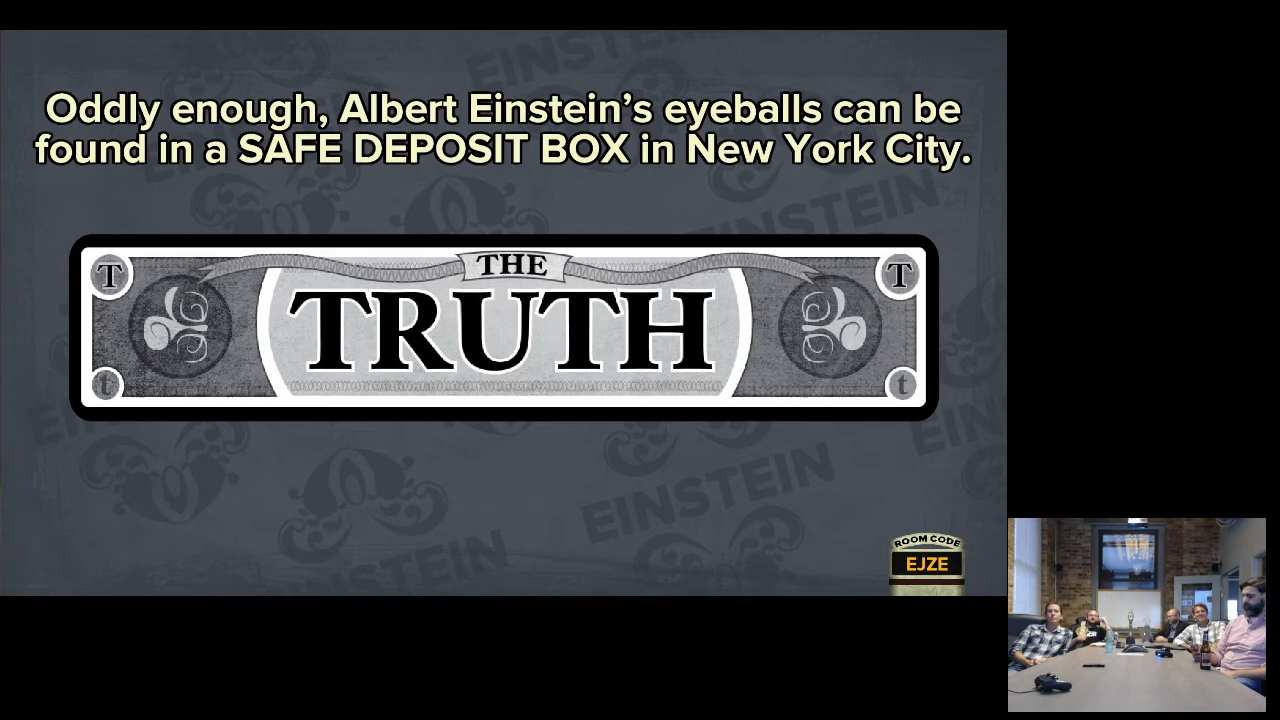 Oddly enough, Albert Einstein's eyeballs can be
found in a SAFE DEPOSIT BOX in New York City.
EINSTEIN
EINSTEIN
T
THE
T
TRUTH
t
t
EINSTEIN
ROOM CODE
EJZE